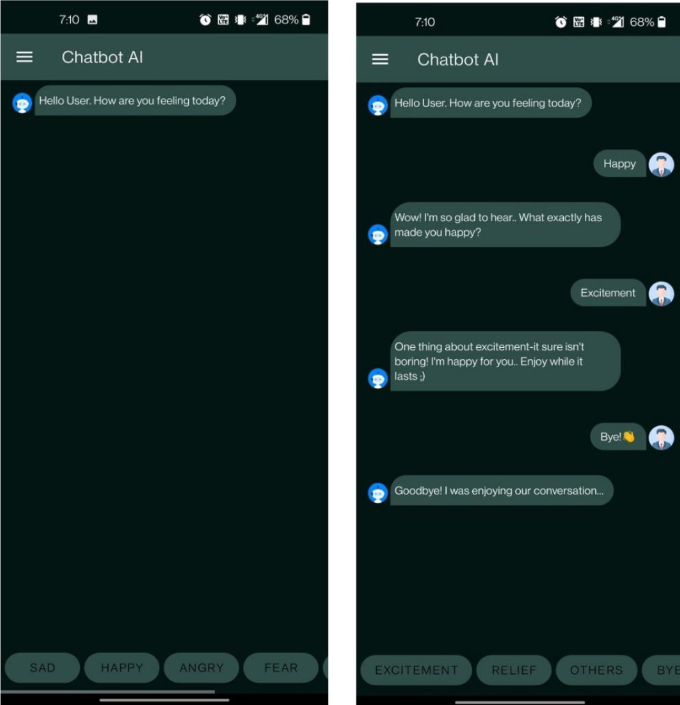 7:10 68%
Chatbot AI
Hello User. How are you feeling today?
SAD HAPPY ANGRY FEAR
7:10 68%
Chatbot AI
Hello User. How are you feeling today?
Happy
Wow! I'm so glad to hear.. What exactly has
made you happy?
Excitement
One thing about excitement-it sure isn't
boring! I'm happy for you.. Enjoy while it
lasts ;)
Bye!👏
Goodbye! I was enjoying our conversation...
EXCITEMENT RELIEF OTHERS BYE